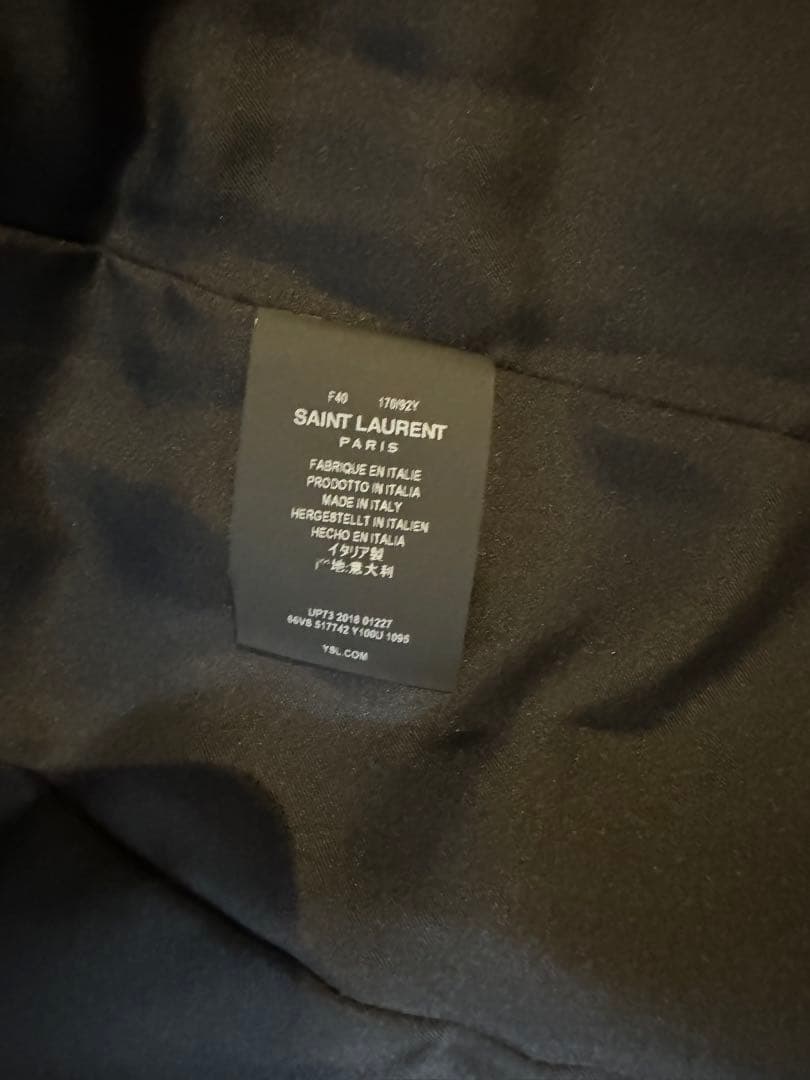 F40 170/92Y
SAINT LAURENT
PARIS
FABRIQUE EN ITALIE
PRODOTTO IN ITALIA
MADE IN ITALY
HERGESTELLT IN ITALIEN
HECHO EN ITALIA
イタリア製
地:意大利
UP73 2018 01227
66V8 517742 Y100U 1095
YSL.COM